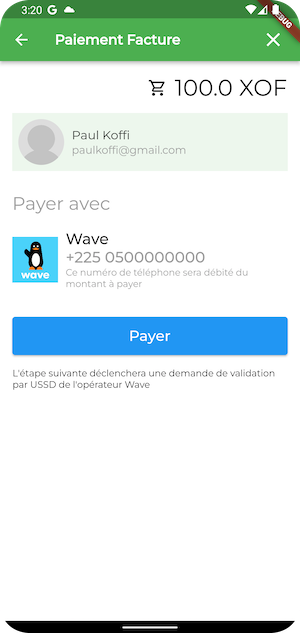 3:20
DEBUG
Paiement Facture
100.0 XOF
Paul Koffi
paulkoffi@gmail.com
Payer avec
Wave
+225 0500000000
Ce numéro de téléphone sera débité du
montant à payer
wave
Payer
L'étape suivante déclenchera une demande de validation
par USSD de l'opérateur Wave